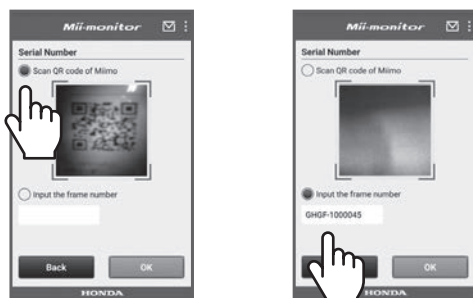 Mii-monitor
Serial Number
Scan QR code of Miimo
Input the frame number
Back OK
HONDA
Mii-monitor
Serial Number
Scan QR code of Miimo
Input the frame number
GHGF-1000045
OK
HONDA